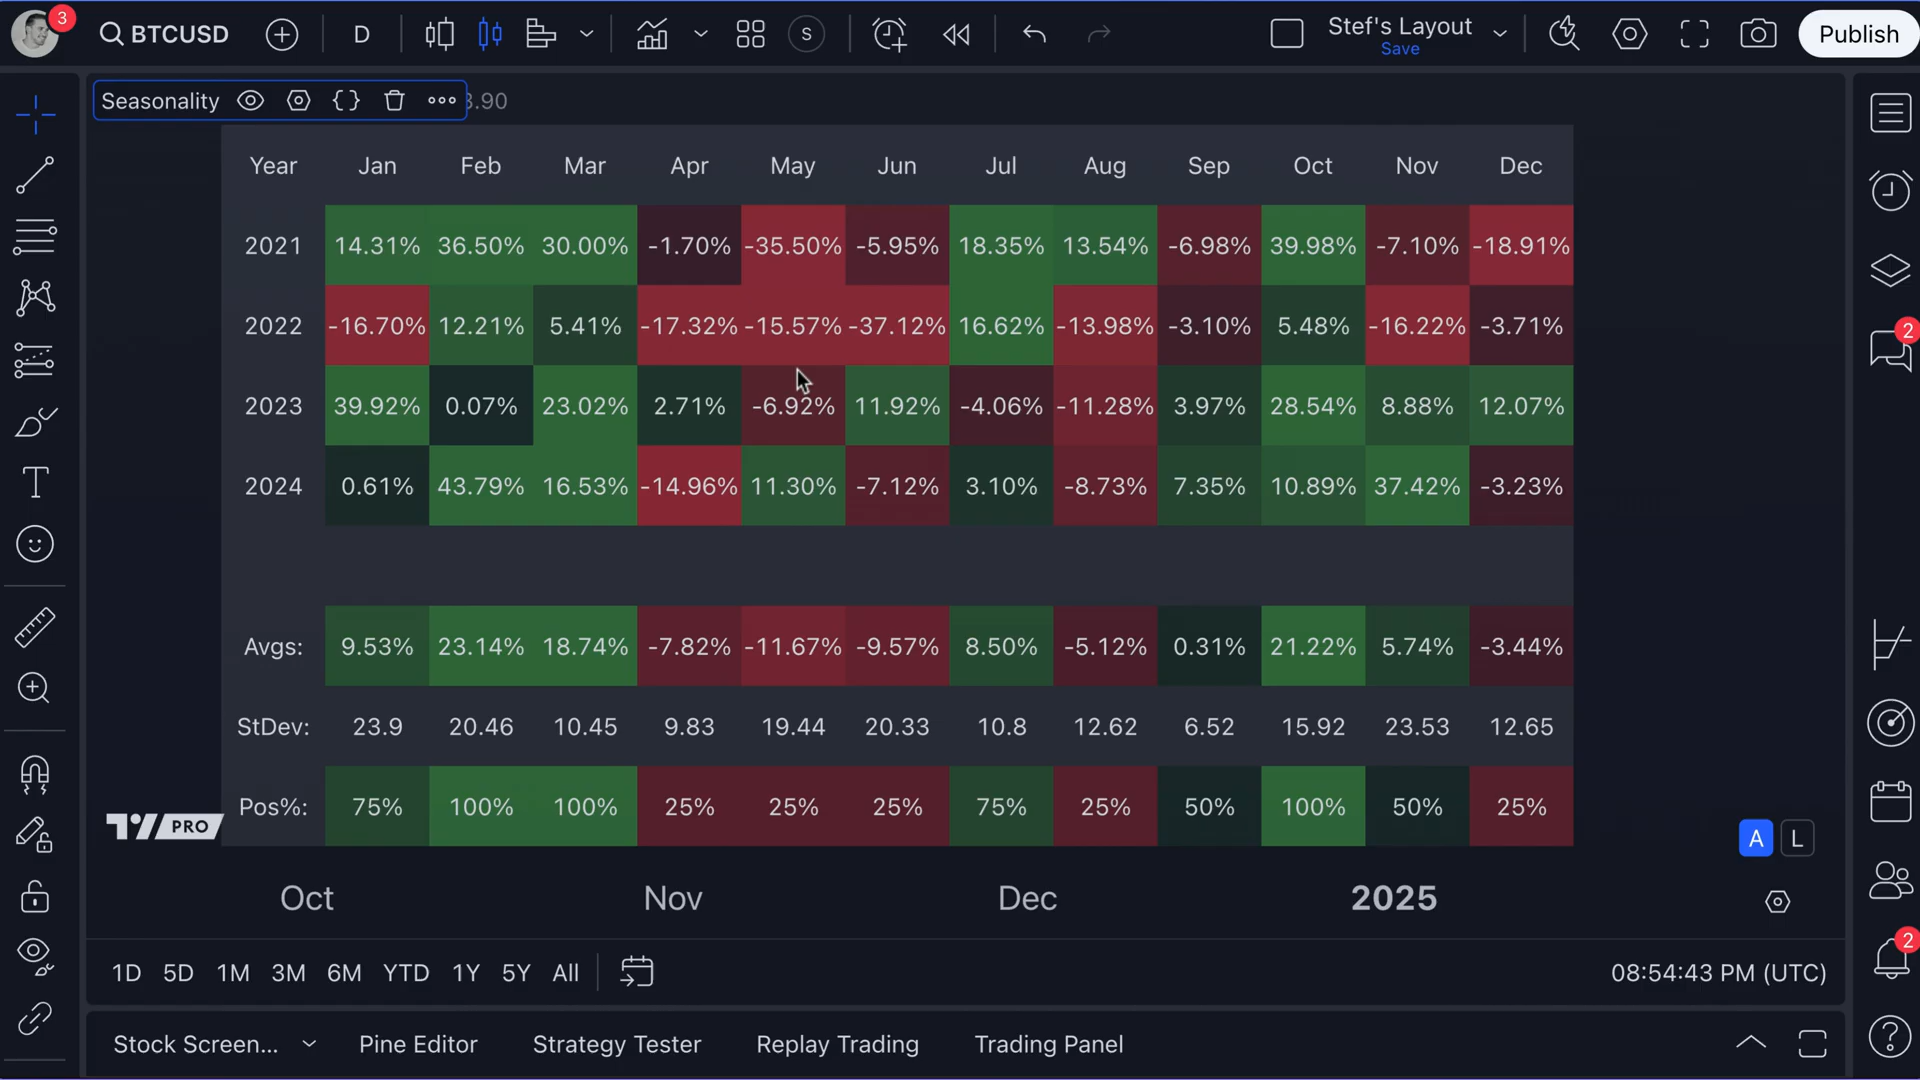 3
BTCUSD
D
S
Stef's Layout
Save
Publish
Seasonality
3.90
Year Jan Feb Mar Apr May Jun Jul Aug Sep Oct Nov Dec
2021 14.31% 36.50% 30.00% -1.70% -35.50% -5.95% 18.35% 13.54% -6.98% 39.98% -7.10% -18.91%
2022 -16.70% 12.21% 5.41% -17.32% -15.57% -37.12% 16.62% -13.98% -3.10% 5.48% -16.22% -3.71%
2
2023 39.92% 0.07% 23.02% 2.71% -6.92% 11.92% -4.06% -11.28% 3.97% 28.54% 8.88% 12.07%
2024 0.61% 43.79% 16.53% -14.96% 11.30% -7.12% 3.10% -8.73% 7.35% 10.89% 37.42% -3.23%
Avgs: 9.53% 23.14% 18.74% -7.82% -11.67% -9.57% 8.50% -5.12% 0.31% 21.22% 5.74% -3.44%
StDev: 23.9 20.46 10.45 9.83 19.44 20.33 10.8 12.62 6.52 15.92 23.53 12.65
Pos%: 75% 100% 100% 25% 25% 25% 75% 25% 50% 100% 50% 25%
PRO
A L
Oct Nov Dec 2025
2
1D 5D 1M 3M 6M YTD 1Y 5Y All
08:54:43 PM (UTC)
Stock Screen... Pine Editor Strategy Tester Replay Trading Trading Panel